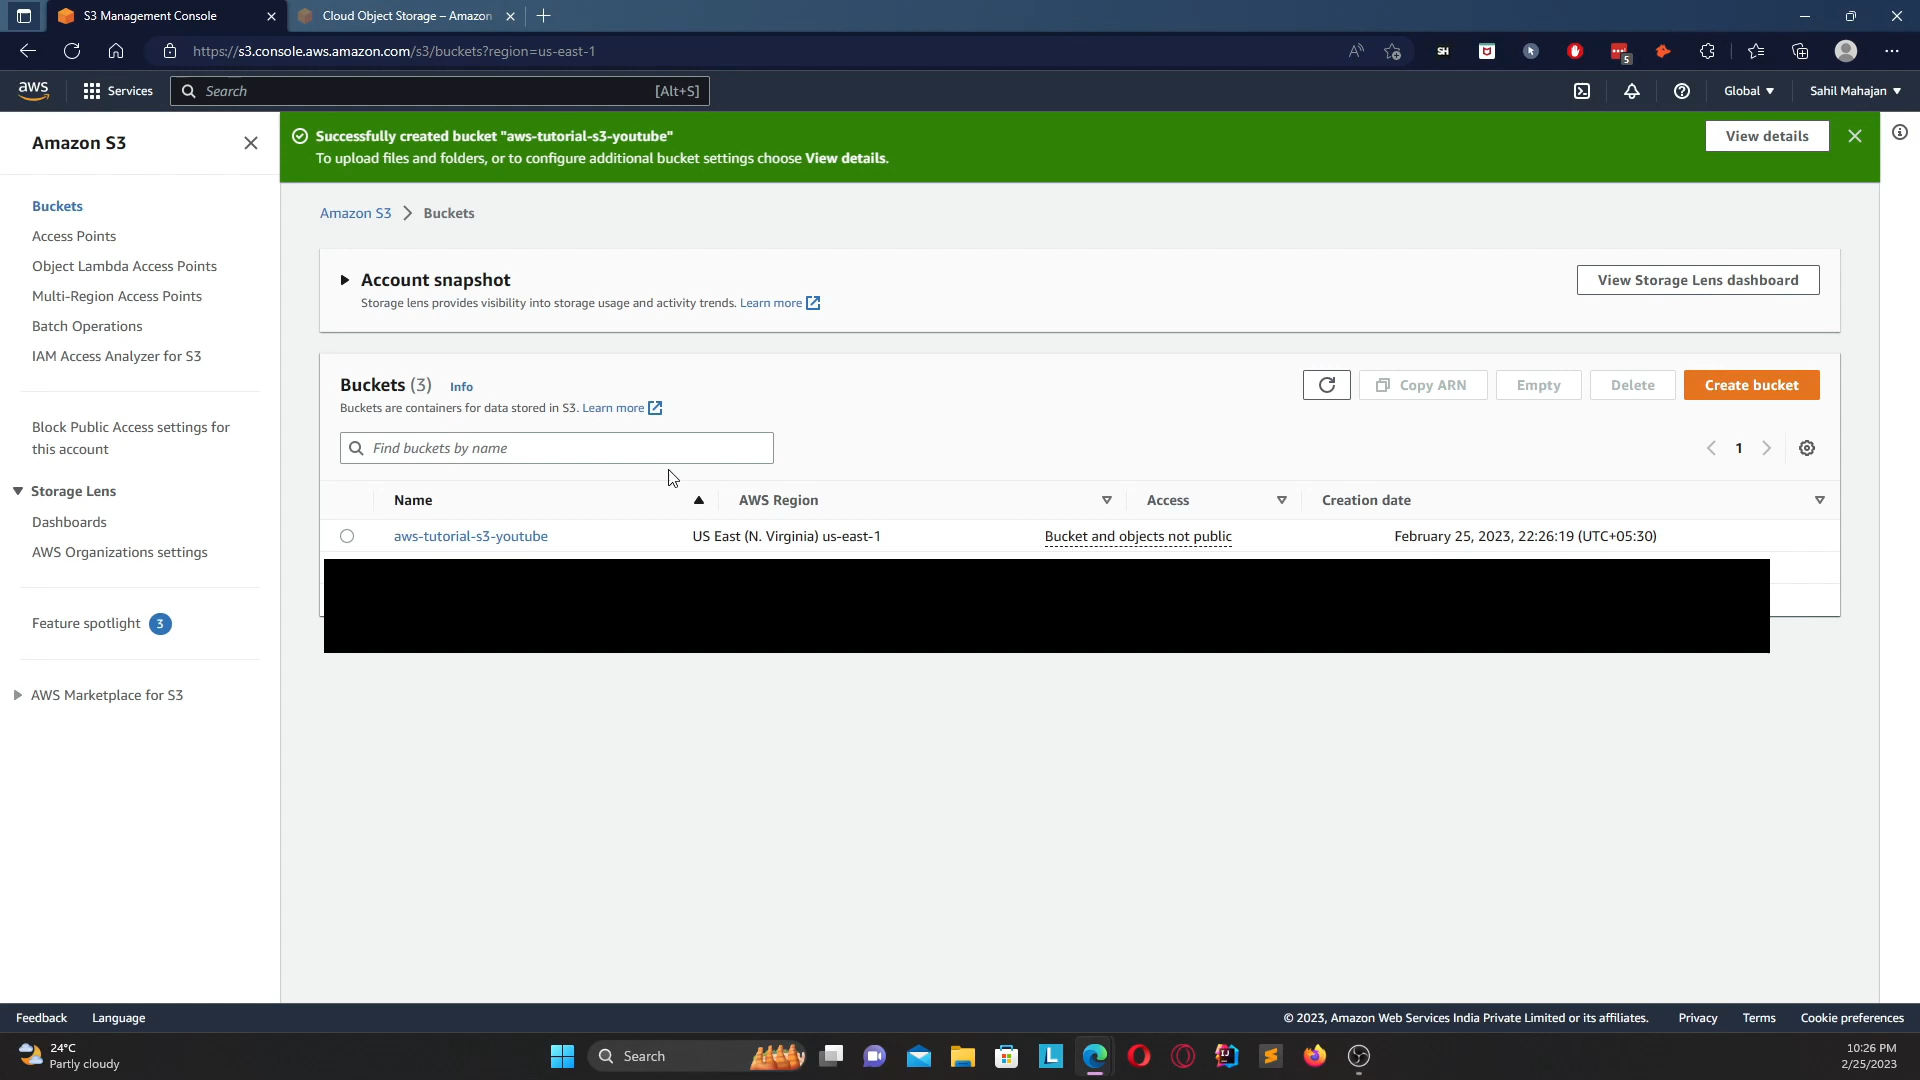 S3 Management Console
Cloud Object Storage – Amazon
https://s3.console.aws.amazon.com/s3/buckets?region=us-east-1
SH
5
aws
Services
Search
[Alt+S]
Global
Sahil Mahajan
Amazon S3
Buckets
Access Points
Object Lambda Access Points
Multi-Region Access Points
Batch Operations
IAM Access Analyzer for S3
Block Public Access settings for
this account
Storage Lens
Dashboards
AWS Organizations settings
Feature spotlight 3
AWS Marketplace for S3
Successfully created bucket "aws-tutorial-s3-youtube"
To upload files and folders, or to configure additional bucket settings choose View details.
View details
Amazon S3 > Buckets
Account snapshot
Storage lens provides visibility into storage usage and activity trends. Learn more
View Storage Lens dashboard
Buckets (3) Info
Buckets are containers for data stored in S3. Learn more
Copy ARN
Empty
Delete
Create bucket
Find buckets by name
1
Name AWS Region Access Creation date
aws-tutorial-s3-youtube US East (N. Virginia) us-east-1 Bucket and objects not public February 25, 2023, 22:26:19 (UTC+05:30)
Feedback Language
© 2023, Amazon Web Services India Private Limited or its affiliates. Privacy Terms Cookie preferences
24°C
Partly cloudy
Search
L
IJ
10:26 PM
2/25/2023